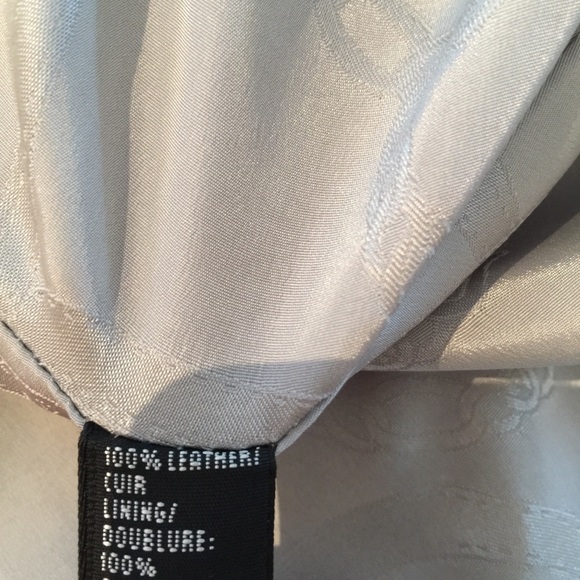 100% LEATHER/
CUIR
LINING/
DOUBLURE:
100%